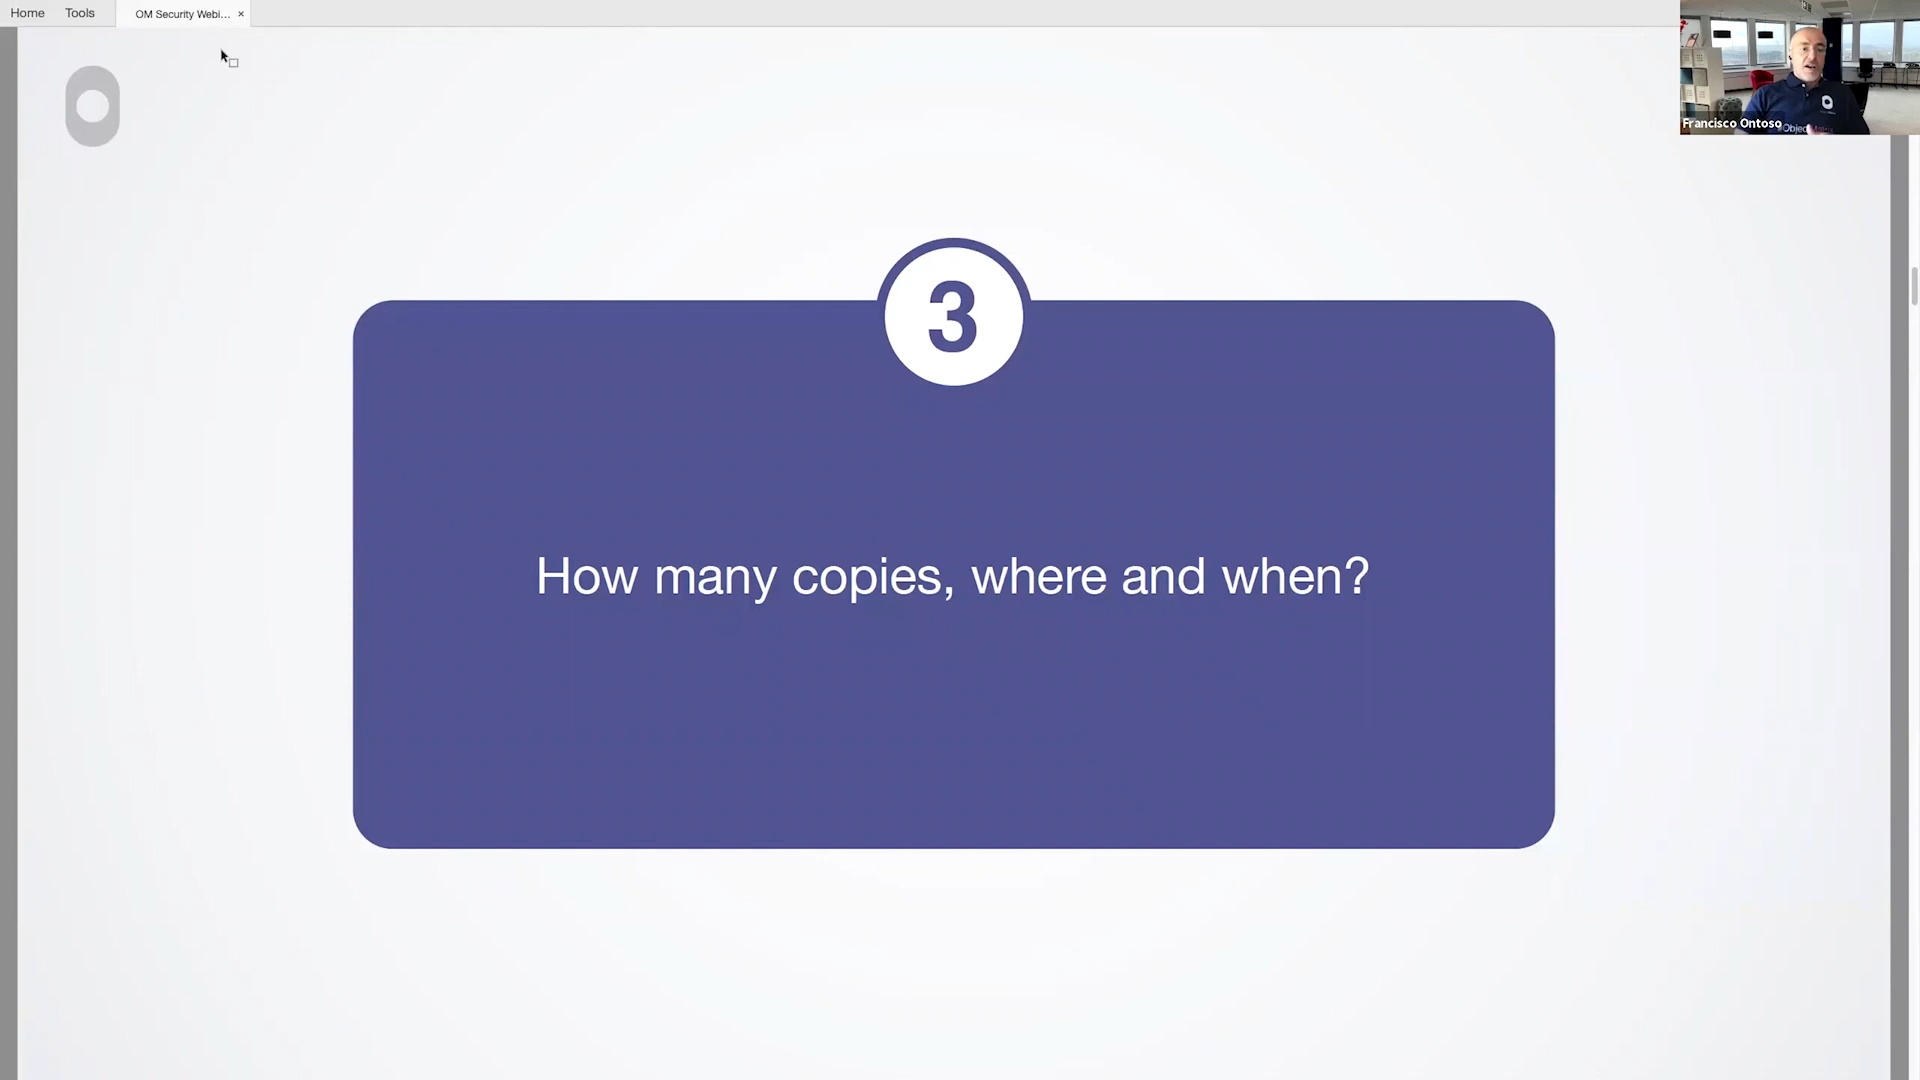 Home
Tools
OM Security Webi...
×
Francisco Ontoso
3
How many copies, where and when?